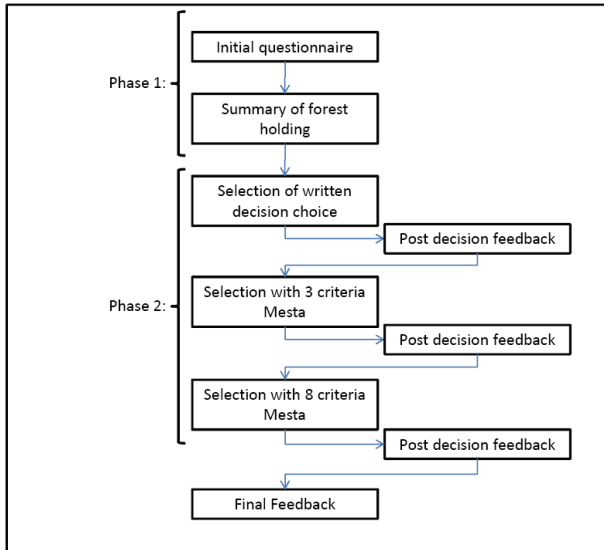 Initial questionnaire
Phase 1:
Summary of forest
holding
Selection of written
decision choice
Post decision feedback
Selection with 3 criteria
Mesta
Phase 2:
Post decision feedback
Selection with 8 criteria
Mesta
Post decision feedback
Final Feedback